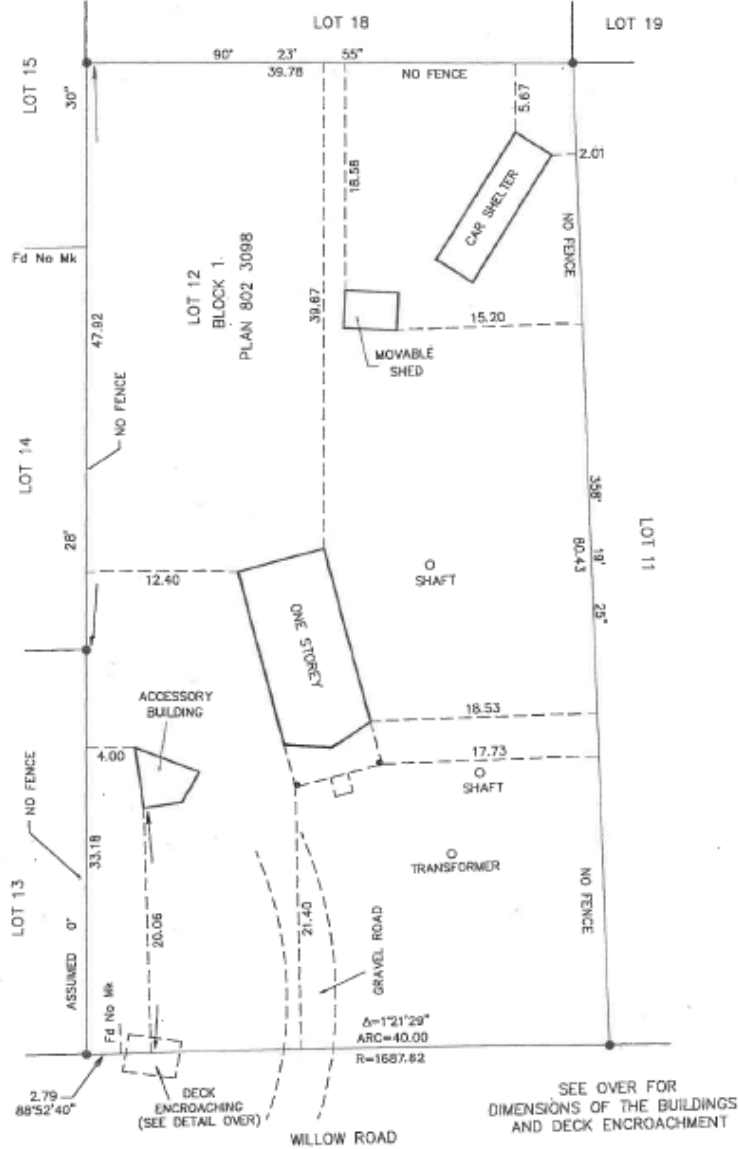 LOT 18
LOT 19
LOT 15
90' 23' 55"
39.78
NO FENCE
30"
5.67
2.01
CAR SHELTER
18.58
NO FENCE
Fd No Mk
LOT 12
BLOCK 1
PLAN 802 3098
39.87
47.92
15.20
MOVABLE
SHED
NO FENCE
LOT 14
28'
358' 19' 25"
80.43
LOT 11
SHAFT
12.40
ONE STOREY
ACCESSORY
BUILDING
18.53
4.00
17.73
SHAFT
NO FENCE
33.18
TRANSFORMER
LOT 13
ASSUMED 0°
20.06
21.40
GRAVEL ROAD
NO FENCE
Fd No Mk
Δ=1°21'29"
ARC=40.00
R=1687.82
2.79
88°52'40"
DECK
ENCROACHING
(SEE DETAIL OVER)
WILLOW ROAD
SEE OVER FOR
DIMENSIONS OF THE BUILDINGS
AND DECK ENCROACHMENT